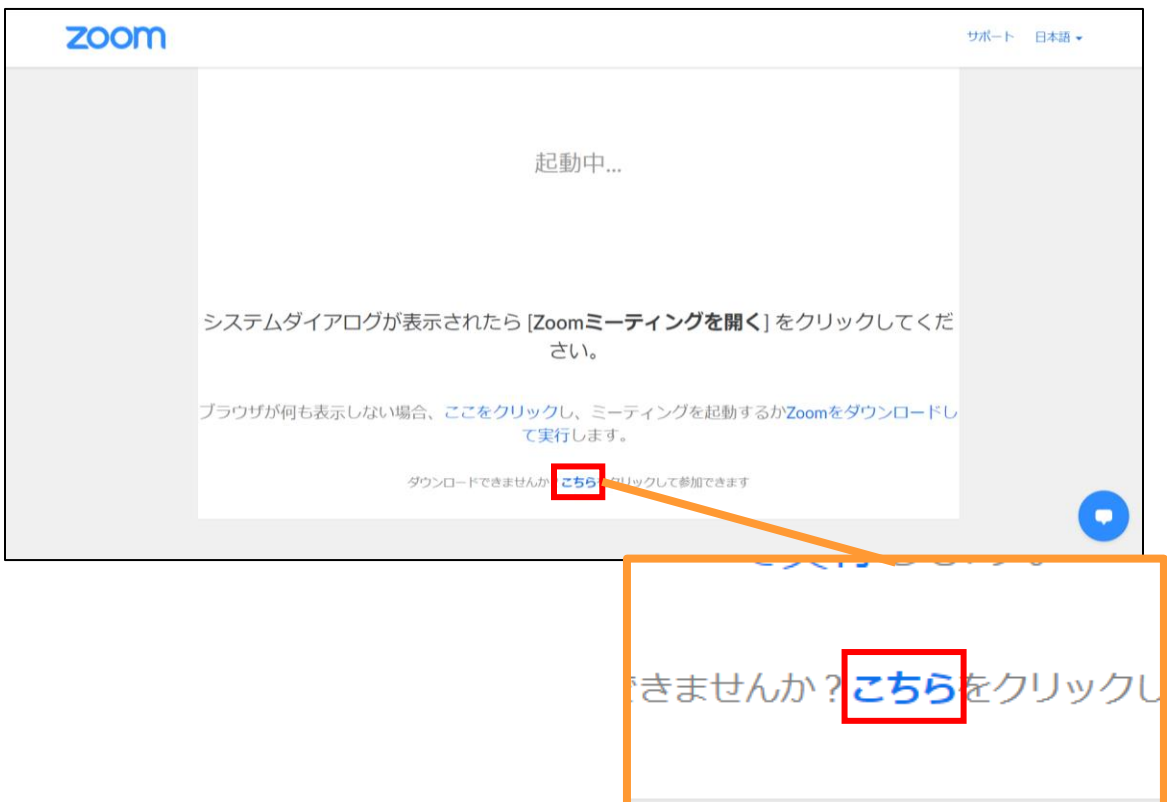 zoom
サポート 日本語
起動中...
システムダイアログが表示されたら [Zoomミーティングを開く] をクリックしてくだ
さい。
ブラウザが何も表示しない場合、ここをクリックし、ミーティングを起動するかZoomをダウンロードし
て実行します。
ダウンロードできませんか?こちらをクリックして参加できます
できませんか?こちらをクリックし